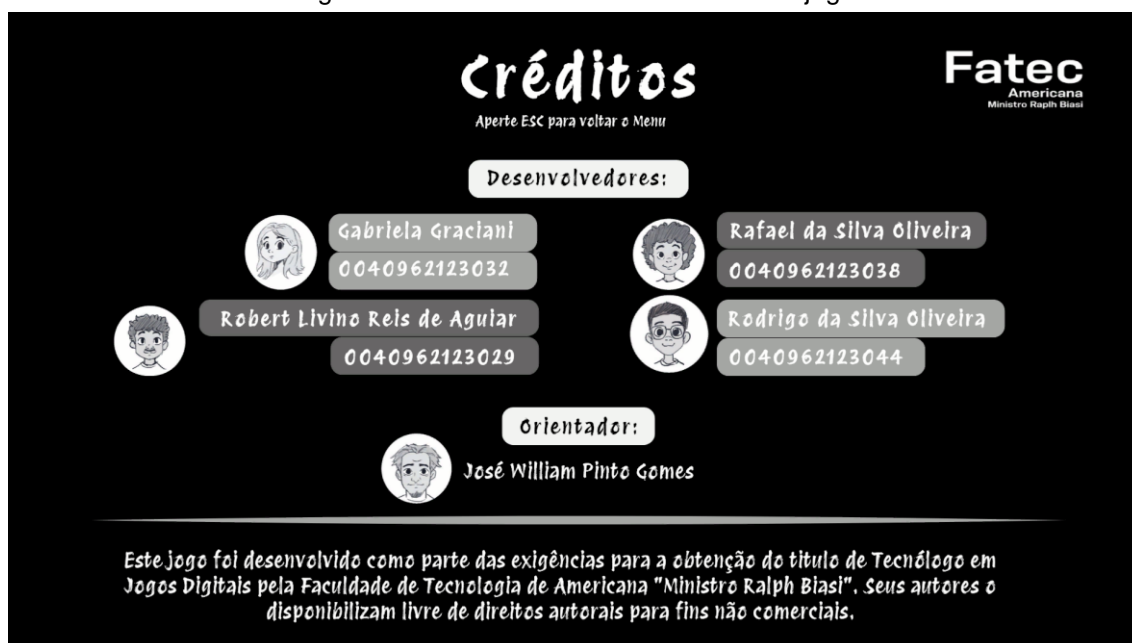 Créditos
Aperte ESC para voltar o Menu
Fatec
Americana
Ministro Raplh Biasi
Desenvolvedores:
Gabriela Graciani
0040962123032
Rafael da Silva Oliveira
0040962123038
Robert Livino Reis de Aguiar
0040962123029
Rodrigo da Silva Oliveira
0040962123044
Orientador:
José William Pinto Gomes
Este jogo foi desenvolvido como parte das exigências para a obtenção do titulo de Tecnólogo em
Jogos Digitais pela Faculdade de Tecnologia de Americana "Ministro Ralph Biasi". Seus autores o
disponibilizam livre de direitos autorais para fins não comerciais.